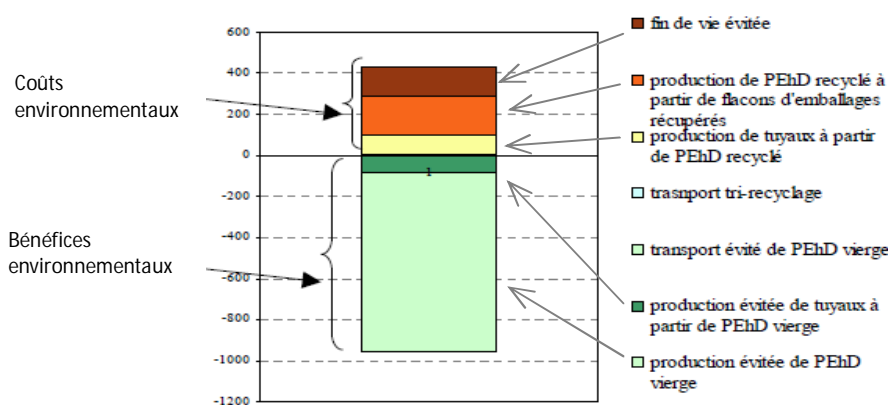 Coûts
environnementaux
Bénéfices
environnementaux
600
400
200
0
-200
-400
-600
-800
-1000
-1200
1
fin de vie évitée
production de PEhD recyclé à
partir de flacons d'emballages
récupérés
production de tuyaux à partir
de PEhD recyclé
trasnport tri-recyclage
transport évité de PEhD vierge
production évitée de tuyaux à
partir de PEhD vierge
production évitée de PEhD
vierge